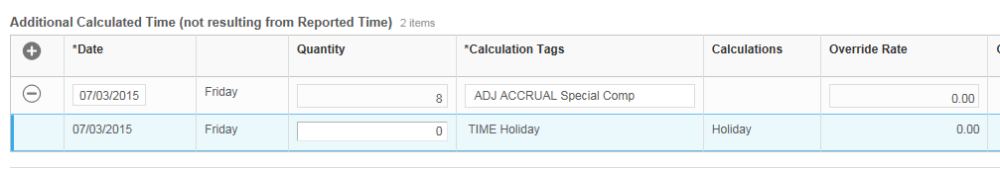 Additional Calculated Time (not resulting from Reported Time) 2 items
*Date Quantity *Calculation Tags Calculations Override Rate
07/03/2015 Friday 8 ADJ ACCRUAL Special Comp 0.00
07/03/2015 Friday 0 TIME Holiday Holiday 0.00